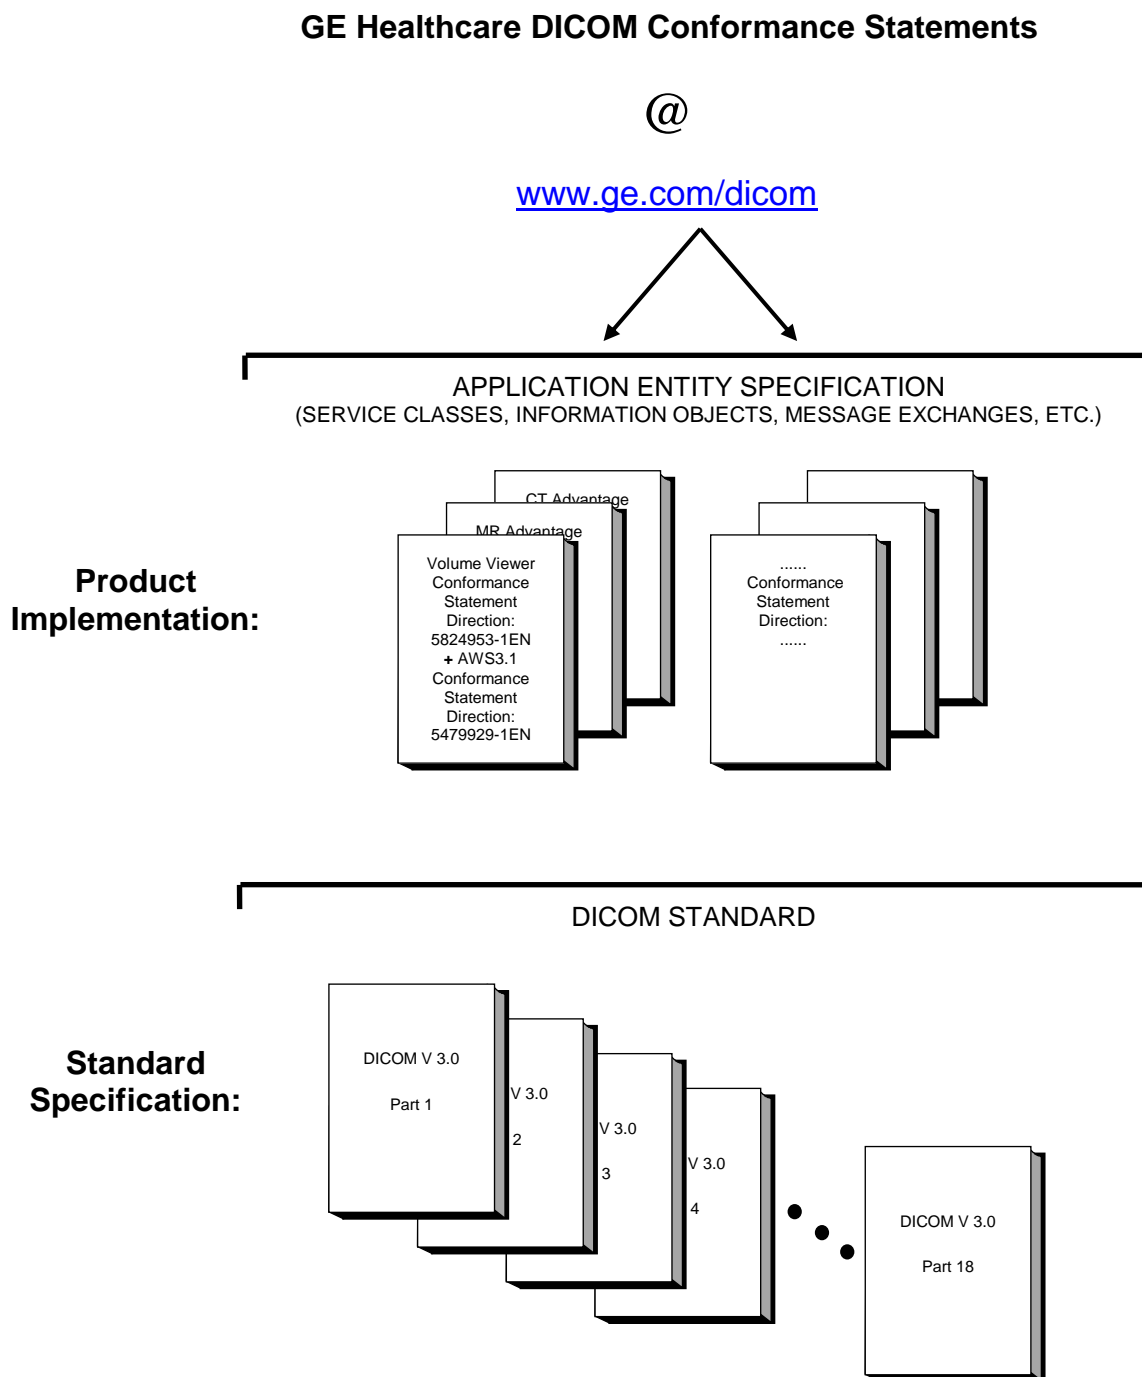 GE Healthcare DICOM Conformance Statements
@
www.ge.com/dicom
APPLICATION ENTITY SPECIFICATION
(SERVICE CLASSES, INFORMATION OBJECTS, MESSAGE EXCHANGES, ETC.)
Product
Implementation:
CT Advantage
MR Advantage
Volume Viewer
Conformance
Statement
Direction:
5824953-1EN
+ AWS3.1
Conformance
Statement
Direction:
5479929-1EN
......
Conformance
Statement
Direction:
......
DICOM STANDARD
Standard
Specification:
DICOM V 3.0
Part 1
V 3.0
2
V 3.0
3
V 3.0
4
DICOM V 3.0
Part 18